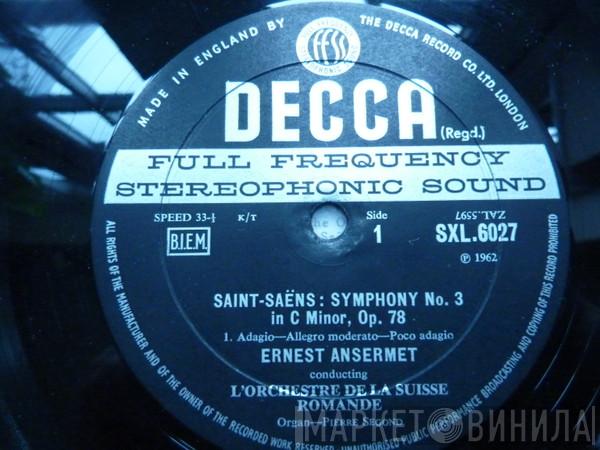 MADE IN ENGLAND BY
THE DECCA RECORD CO. LTD. LONDON
FFSS
DECCA
(Regd.)
FULL FREQUENCY
STEREOPHONIC SOUND
SPEED 33-⅓
K/T
Side
1
ZAL.5597
B.I.E.M.
SXL.6027
℗ 1962
SAINT-SAËNS: SYMPHONY No. 3
in C Minor, Op. 78
1. Adagio—Allegro moderato—Poco adagio
ERNEST ANSERMET
conducting
L'ORCHESTRE DE LA SUISSE
ROMANDE
Organ—PIERRE SEGOND
ALL RIGHTS OF THE MANUFACTURER AND OF THE OWNER OF THE RECORDED WORK RESERVED. UNAUTHORISED PUBLIC PERFORMANCE, BROADCASTING AND COPYING OF THIS RECORD PROHIBITED
МАРКЕТ ВИНИЛА